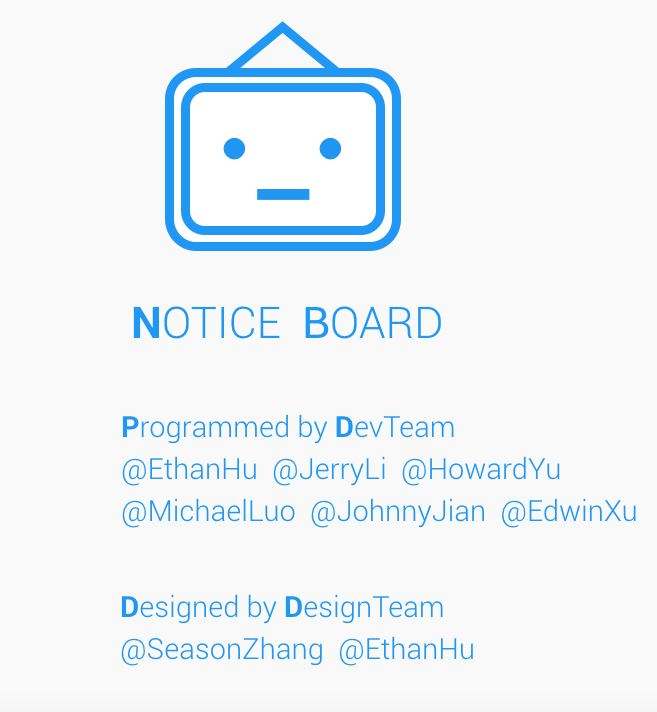 NOTICE BOARD
Programmed by DevTeam
@EthanHu @JerryLi @HowardYu
@MichaelLuo @JohnnyJian @EdwinXu
Designed by DesignTeam
@SeasonZhang @EthanHu